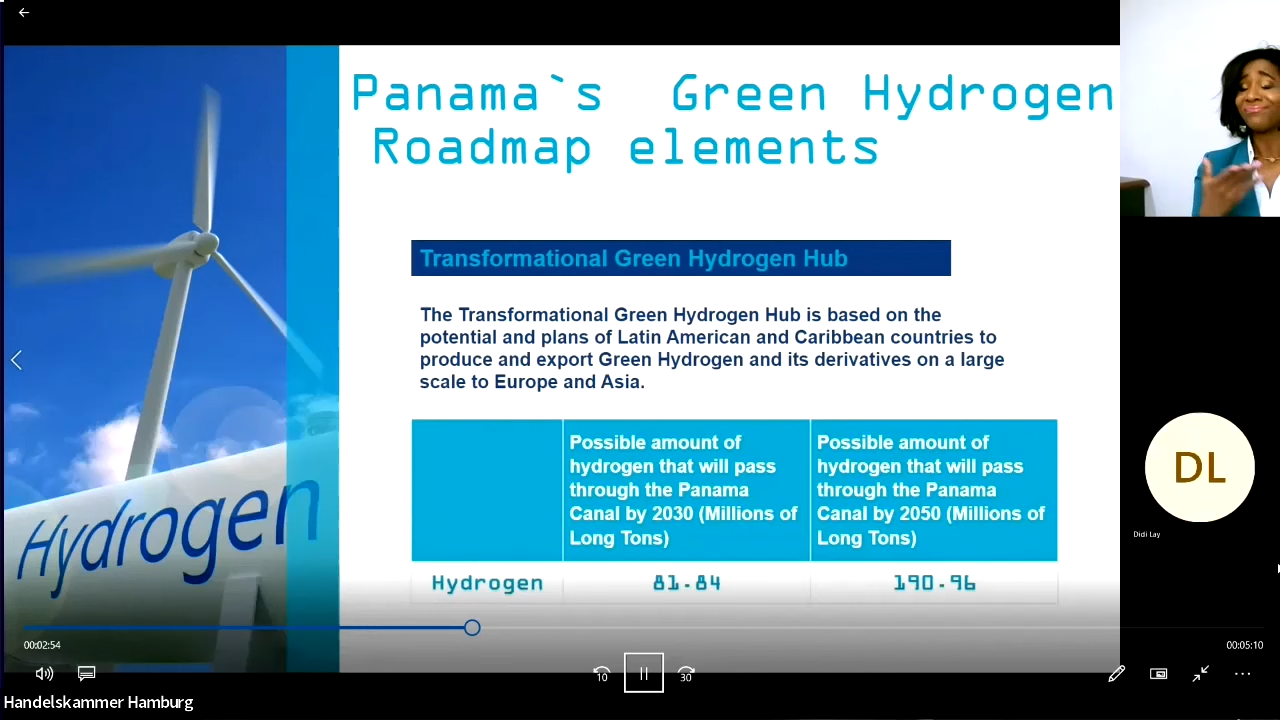 Panama`s Green Hydrogen
Roadmap elements
Transformational Green Hydrogen Hub
The Transformational Green Hydrogen Hub is based on the
potential and plans of Latin American and Caribbean countries to
produce and export Green Hydrogen and its derivatives on a large
scale to Europe and Asia.
Possible amount of
hydrogen that will pass
through the Panama
Canal by 2030 (Millions of
Long Tons)
Possible amount of
hydrogen that will pass
through the Panama
Canal by 2050 (Millions of
Long Tons)
Hydrogen 81.84 190.96
Hydrogen
DL
Didi Lay
00:02:54
00:05:10
10
30
Handelskammer Hamburg